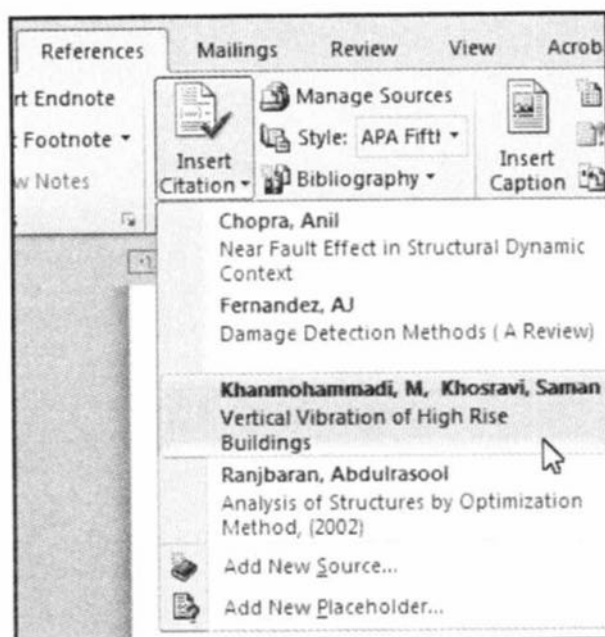 References Mailings Review View Acrob
rt Endnote
Footnote
w Notes
Insert
Citation
Manage Sources
Style: APA Fift
Bibliography
Insert
Caption
Chopra, Anil
Near Fault Effect in Structural Dynamic
Context
Fernandez, AJ
Damage Detection Methods ( A Review)
Khanmohammadi, M, Khosravi, Saman
Vertical Vibration of High Rise
Buildings
Ranjbaran, Abdulrasool
Analysis of Structures by Optimization
Method, (2002)
Add New Source...
Add New Placeholder...